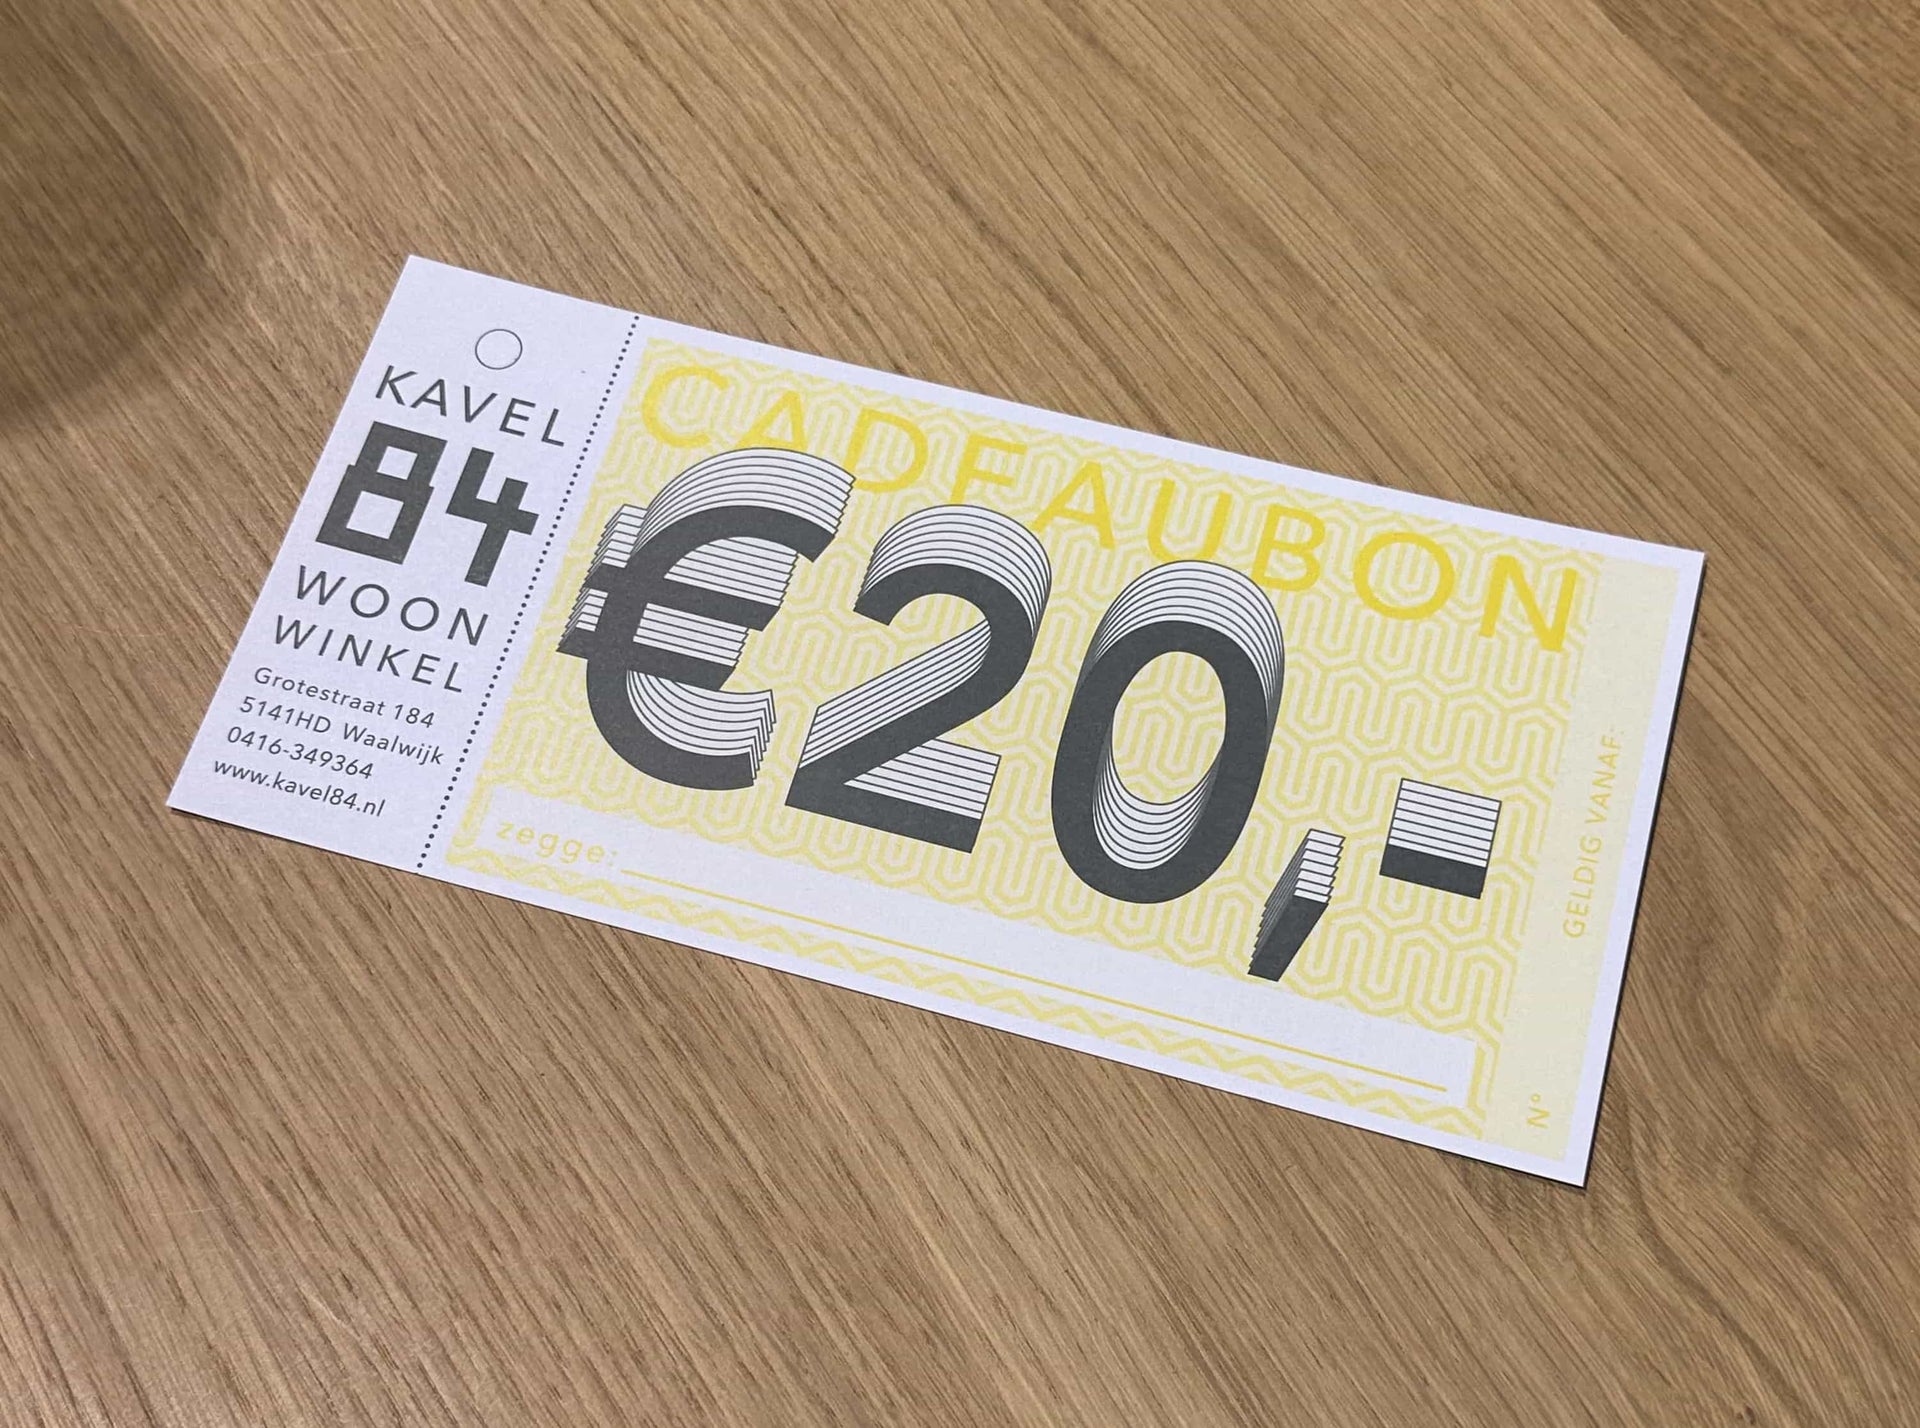 KAVEL
84
WOON
WINKEL
Grotestraat 184
5141HD Waalwijk
0416-349364
www.kavel84.nl
CADEAUBON
€20,-
zegge:
GELDIG VANAF:
N°